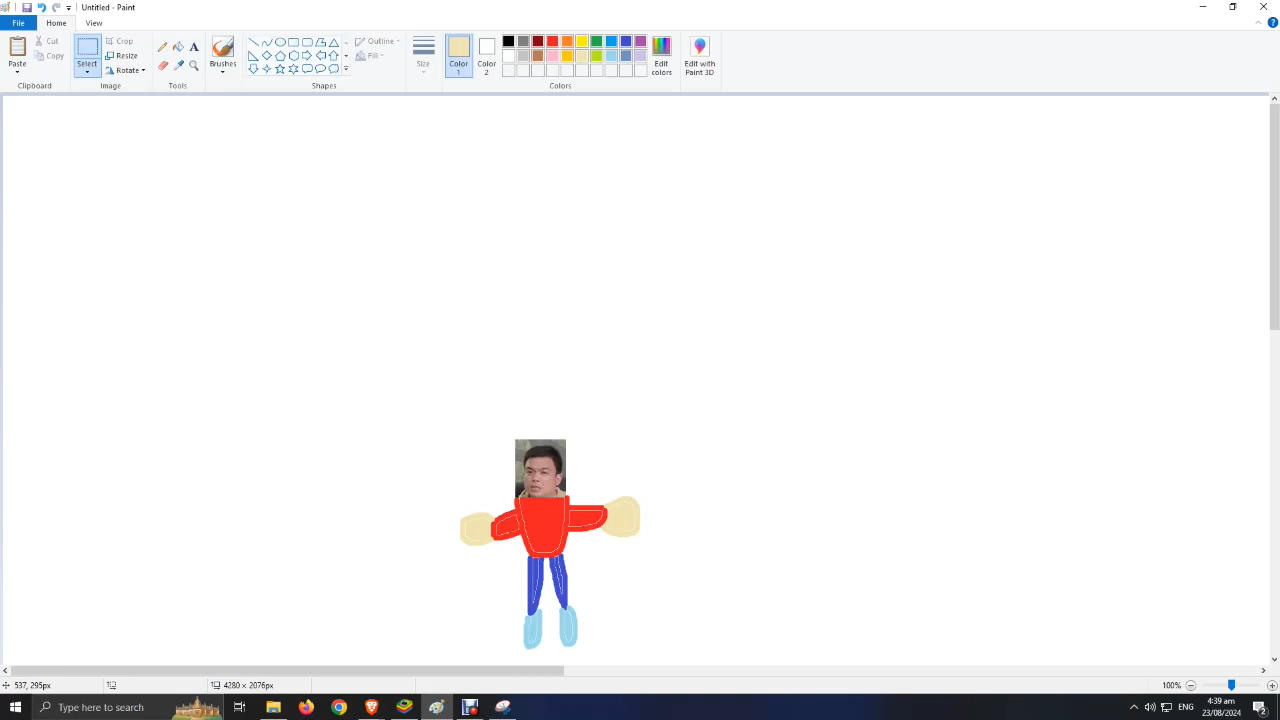 Untitled - Paint
File
Home
View
Paste
Cut
Copy
Clipboard
Select
Crop
Resize
Rotate
Image
A
Tools
Brushes
Outline
Fill
Shapes
Size
Color 1
Color 2
Edit colors
Colors
Edit with Paint 3D
537, 295px
4280 × 2076px
100%
Type here to search
ENG
4:39 am
23/08/2024
2